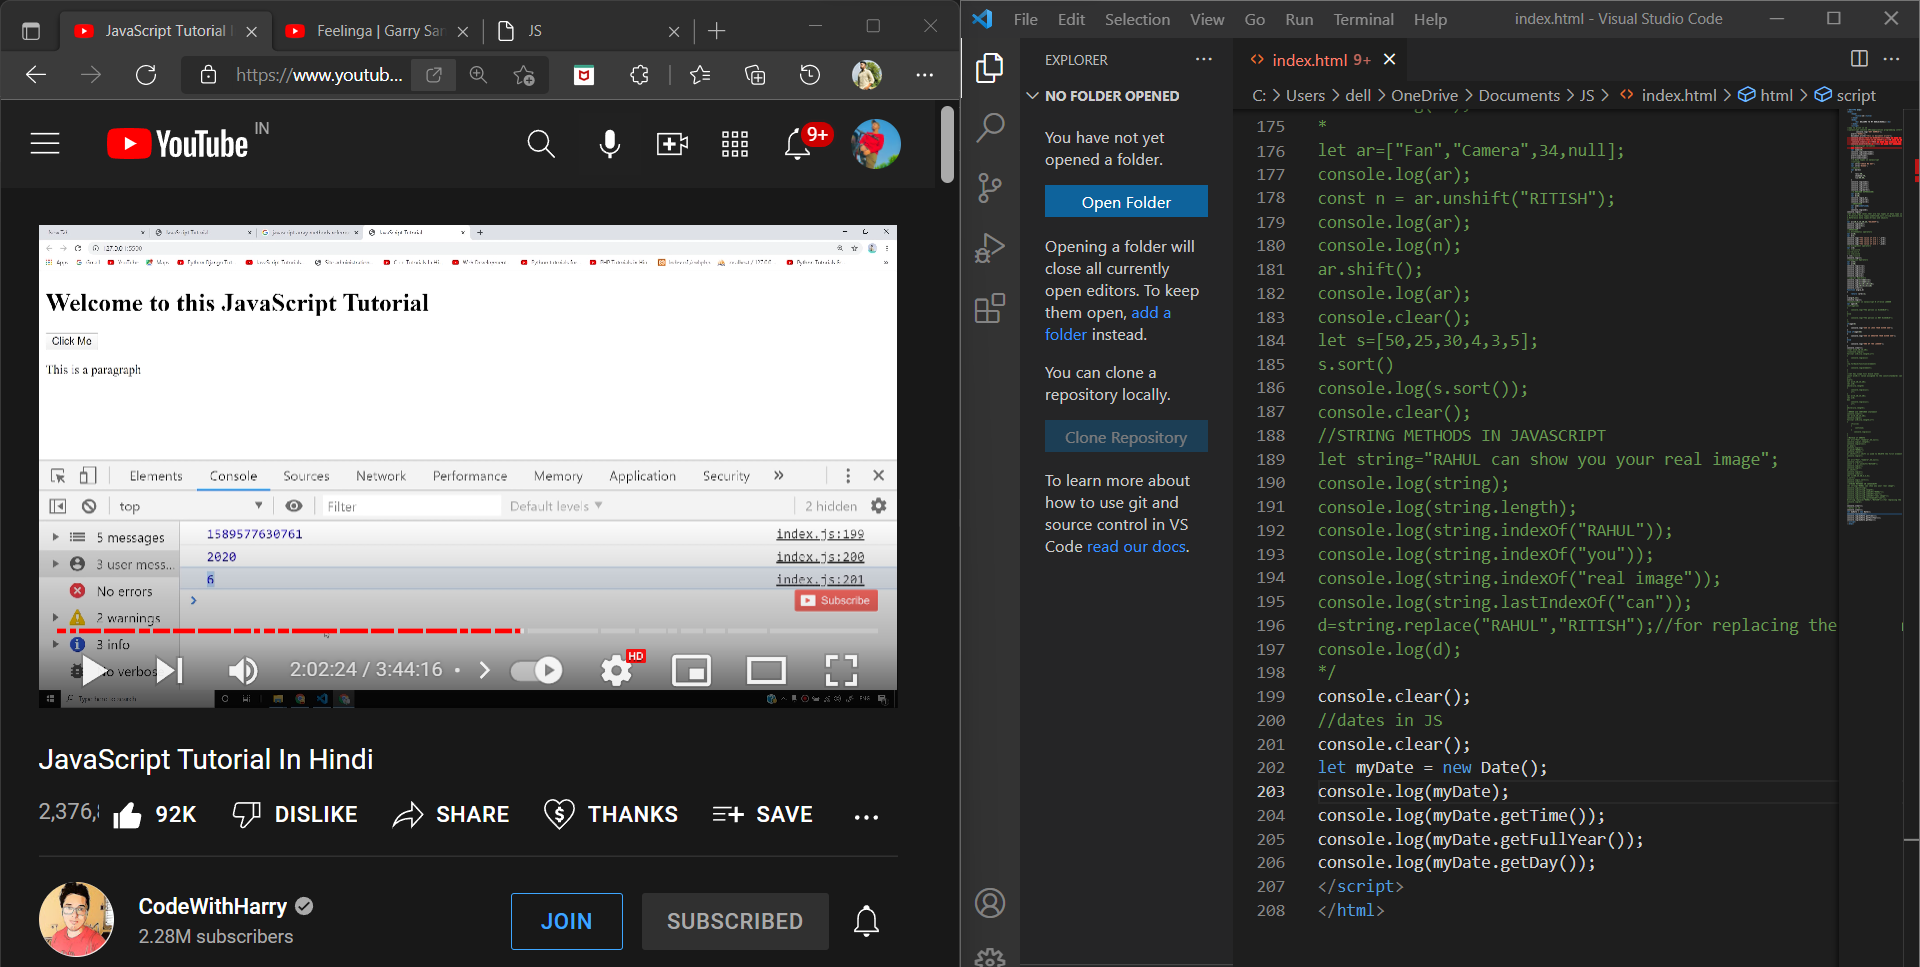 JavaScript Tutorial I
Feelinga | Garry Sar
JS
https://www.youtub...
YouTube IN
9+
127.0.0.1:5500
Welcome to this JavaScript Tutorial
Click Me
This is a paragraph
Elements Console Sources Network Performance Memory Application Security
top Filter Default levels 2 hidden
5 messages
3 user mess...
No errors
2 warnings
3 info
No verbos
1589577630761 index.js:199
2020 index.js:200
6 index.js:201
Subscribe
2:02:24 / 3:44:16
HD
Type here to search
JavaScript Tutorial In Hindi
2,376,8 92K DISLIKE SHARE THANKS SAVE
CodeWithHarry
2.28M subscribers
JOIN SUBSCRIBED
File Edit Selection View Go Run Terminal Help index.html - Visual Studio Code
EXPLORER
NO FOLDER OPENED
You have not yet
opened a folder.
Open Folder
Opening a folder will
close all currently
open editors. To keep
them open, add a
folder instead.
You can clone a
repository locally.
Clone Repository
To learn more about
how to use git and
source control in VS
Code read our docs.
index.html 9+
C: > Users > dell > OneDrive > Documents > JS > index.html > html > script
175 *
176 let ar=["Fan","Camera",34,null];
177 console.log(ar);
178 const n = ar.unshift("RITISH");
179 console.log(ar);
180 console.log(n);
181 ar.shift();
182 console.log(ar);
183 console.clear();
184 let s=[50,25,30,4,3,5];
185 s.sort()
186 console.log(s.sort());
187 console.clear();
188 //STRING METHODS IN JAVASCRIPT
189 let string="RAHUL can show you your real image";
190 console.log(string);
191 console.log(string.length);
192 console.log(string.indexOf("RAHUL"));
193 console.log(string.indexOf("you"));
194 console.log(string.indexOf("real image"));
195 console.log(string.lastIndexOf("can"));
196 d=string.replace("RAHUL","RITISH");//for replacing the
197 console.log(d);
198 */
199 console.clear();
200 //dates in JS
201 console.clear();
202 let myDate = new Date();
203 console.log(myDate);
204 console.log(myDate.getTime());
205 console.log(myDate.getFullYear());
206 console.log(myDate.getDay());
207 </script>
208 </html>